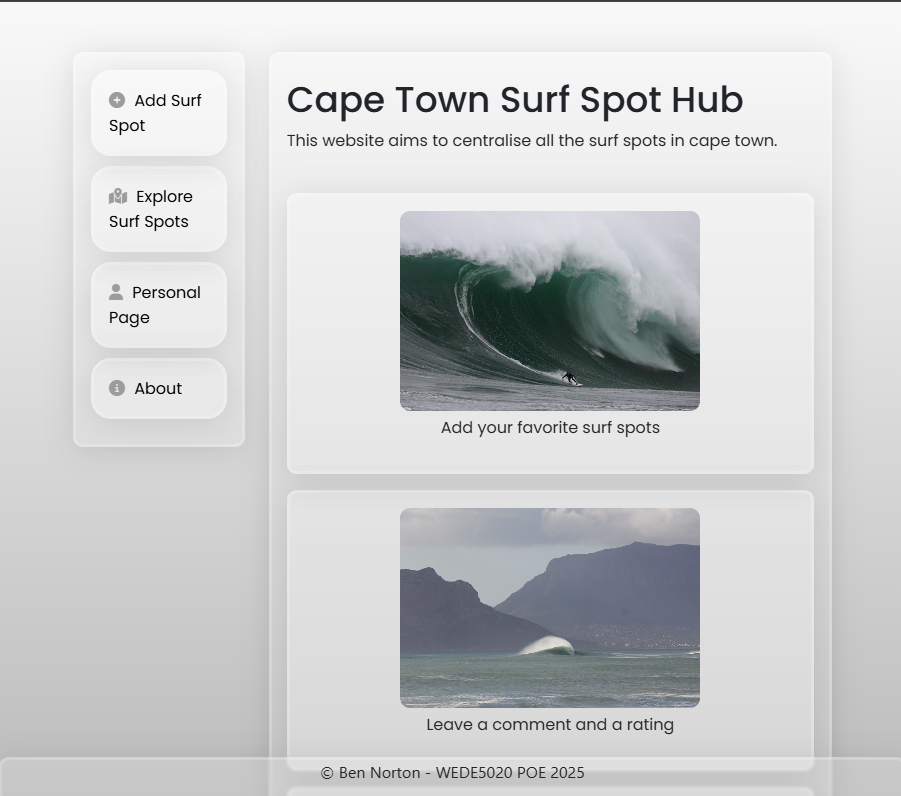 Add Surf
Spot
Explore
Surf Spots
Personal
Page
About
Cape Town Surf Spot Hub
This website aims to centralise all the surf spots in cape town.
Add your favorite surf spots
Leave a comment and a rating
© Ben Norton - WEDE5020 POE 2025